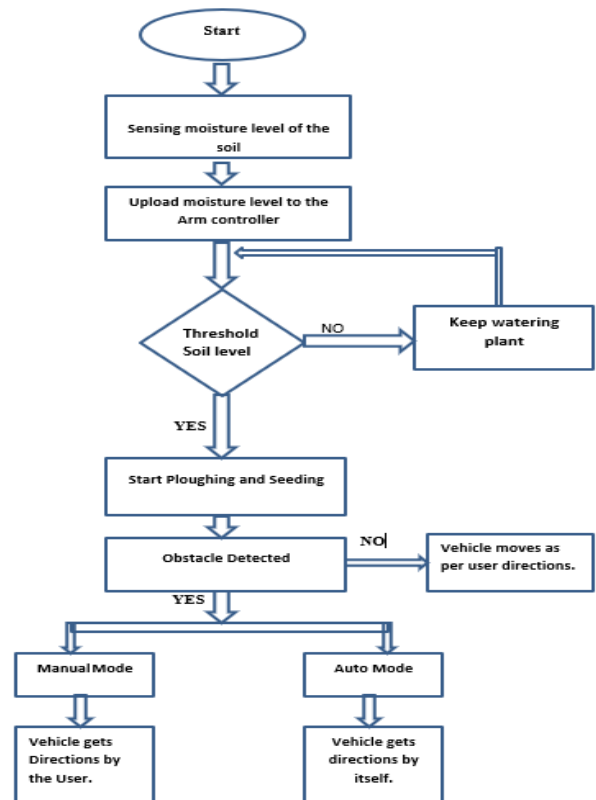 Start
Sensing moisture level of the
soil
Upload moisture level to the
Arm controller
Threshold
Soil level
NO
Keep watering
plant
YES
Start Ploughing and Seeding
Obstacle Detected
NO
Vehicle moves as
per user directions.
YES
Manual Mode
Auto Mode
Vehicle gets
Directions by
the User.
Vehicle gets
directions by
itself.